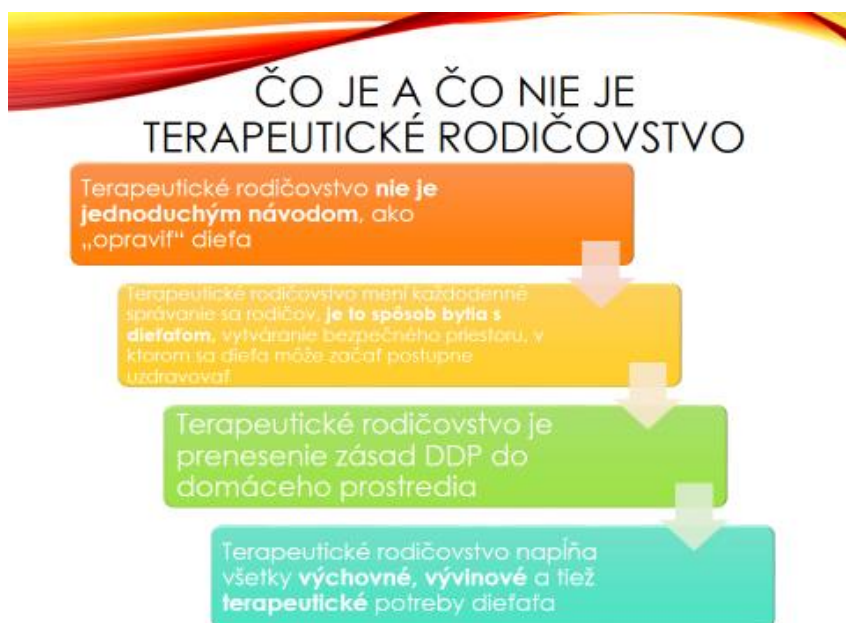 ČO JE A ČO NIE JE
TERAPEUTICKÉ RODIČOVSTVO
Terapeutické rodičovstvo nie je
jednoduchým návodom, ako
„opraviť“ dieťa
Terapeutické rodičovstvo mení každodenné
správanie sa rodičov, je to spôsob bytia s
dieťaťom, vytváranie bezpečného priestoru, v
ktorom sa dieťa môže začať postupne
uzdravovať
Terapeutické rodičovstvo je
prenesenie zásad DDP do
domáceho prostredia
Terapeutické rodičovstvo napĺňa
všetky výchovné, vývinové a tiež
terapeutické potreby dieťaťa